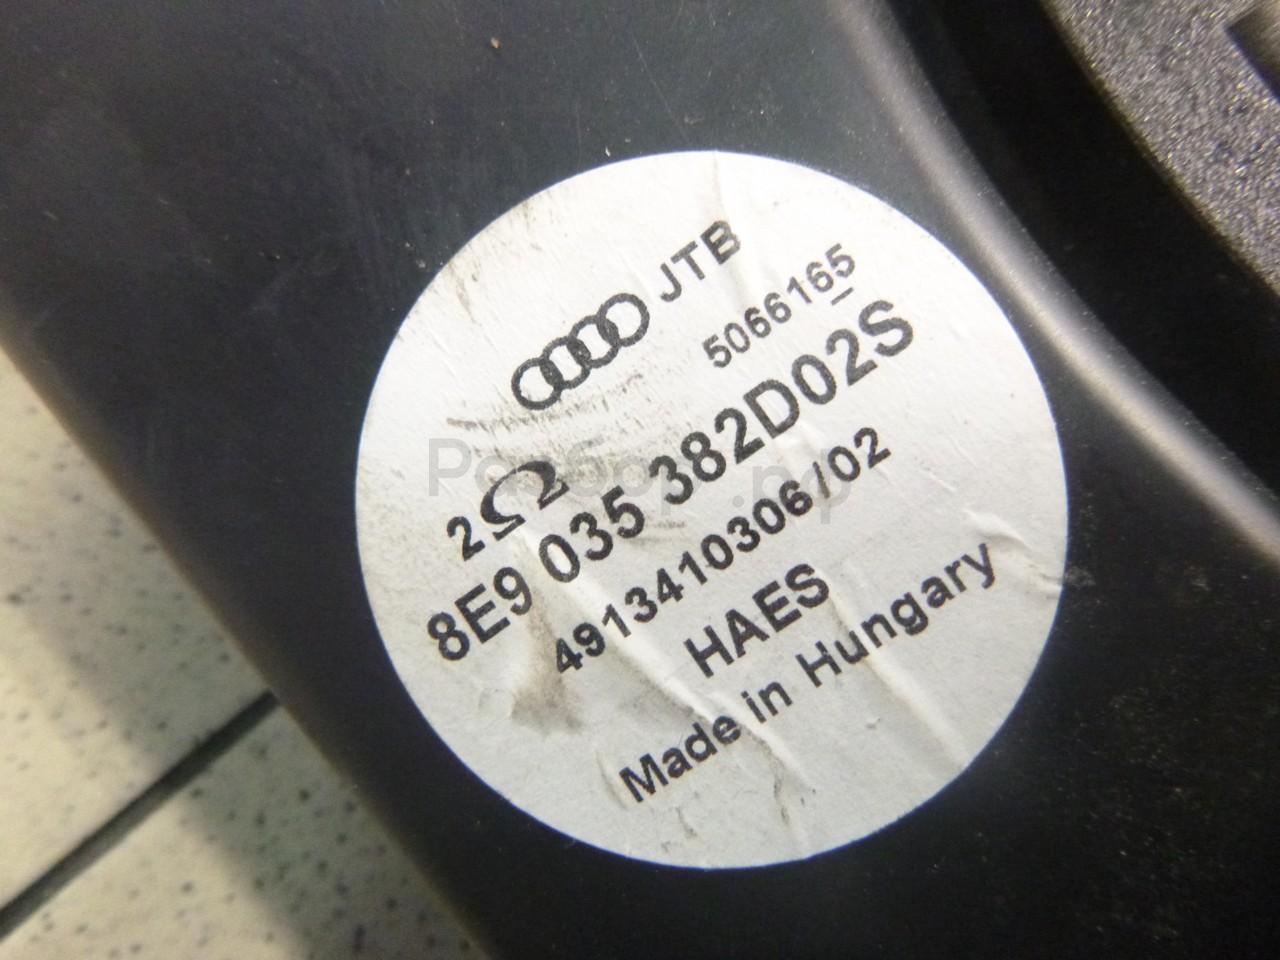 JTB
5066165
2Ω
8E9 035 382D02S
4913410306/02
HAES
Made in Hungary